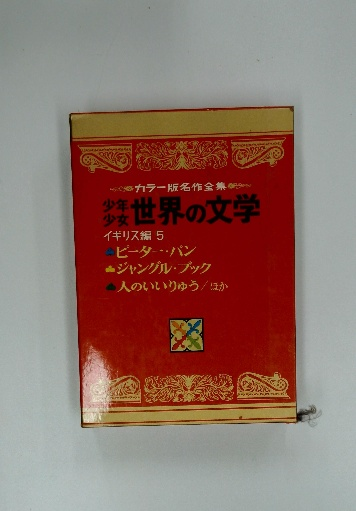 カラー版名作全集
少年少女 世界の文学
イギリス編 5
ピーター・パン
ジャングル・ブック
人のいいりゅう/ほか